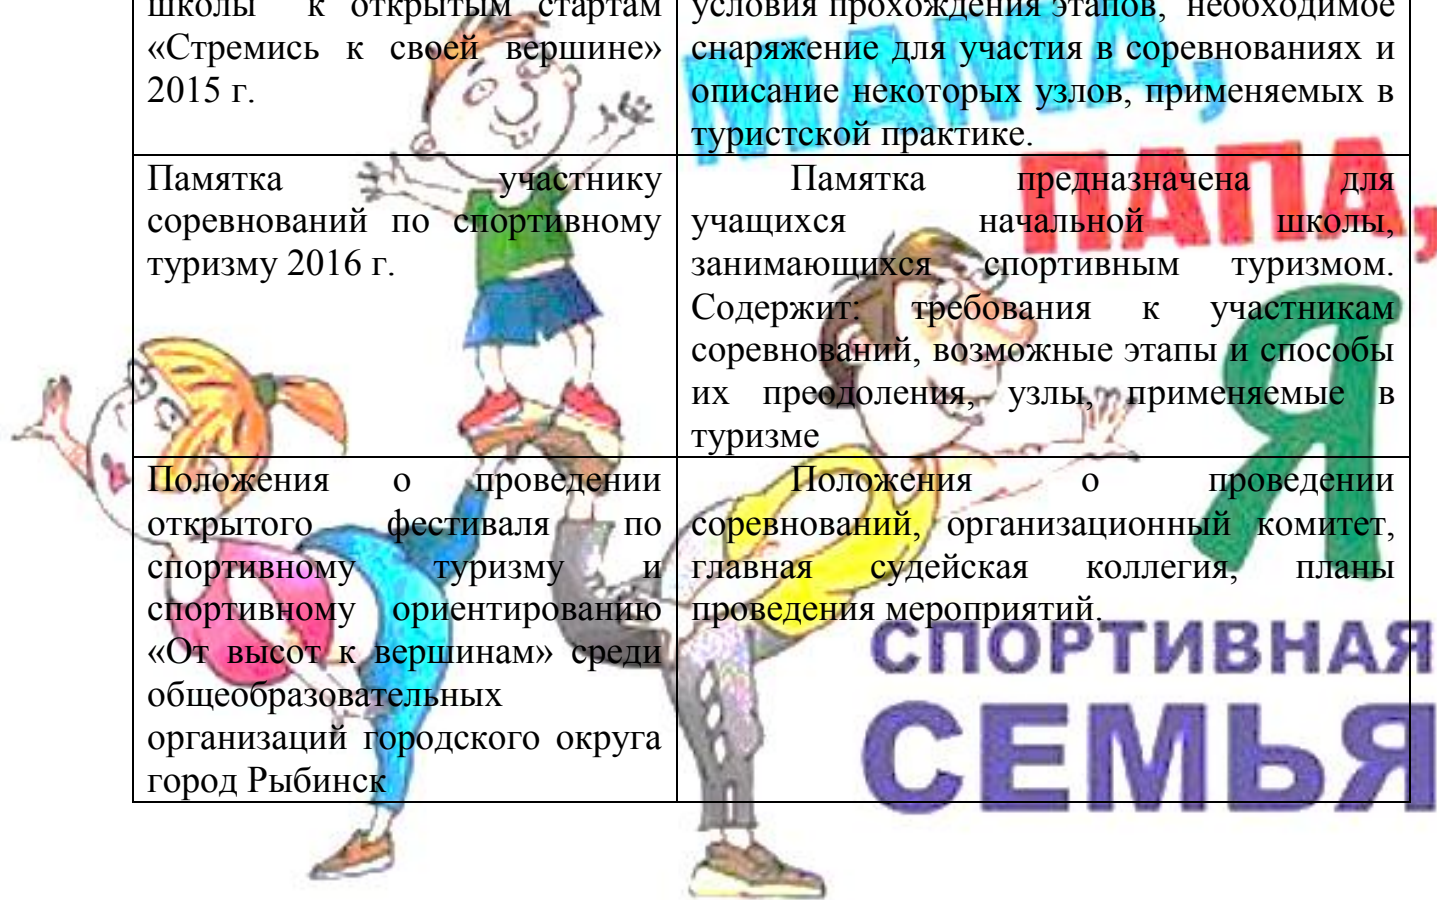 школы к открытым стартам
«Стремись к своей вершине»
2015 г.
условия прохождения этапов, необходимое
снаряжение для участия в соревнованиях и
описание некоторых узлов, применяемых в
туристской практике.
Памятка участнику
соревнований по спортивному
туризму 2016 г.
Памятка предназначена для
учащихся начальной школы,
занимающихся спортивным туризмом.
Содержит: требования к участникам
соревнований, возможные этапы и способы
их преодоления, узлы, применяемые в
туризме
Положения о проведении
открытого фестиваля по
спортивному туризму и
спортивному ориентированию
«От высот к вершинам» среди
общеобразовательных
организаций городского округа
город Рыбинск
Положения о проведении
соревнований, организационный комитет,
главная судейская коллегия, планы
проведения мероприятий.
МАМА,
ПАПА,
Я
СПОРТИВНАЯ
СЕМЬЯ